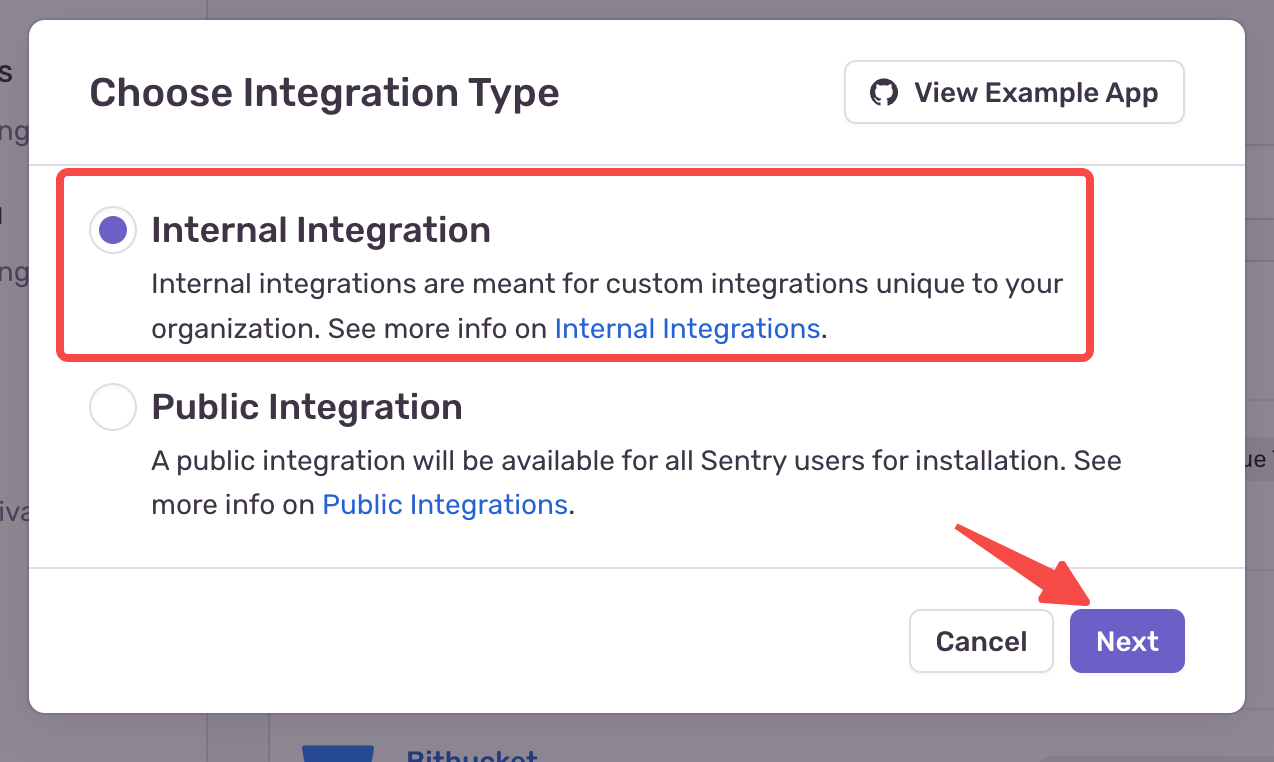 Choose Integration Type
View Example App
Internal Integration
Internal integrations are meant for custom integrations unique to your
organization. See more info on Internal Integrations.
Public Integration
A public integration will be available for all Sentry users for installation. See
more info on Public Integrations.
Cancel
Next
Bitbucket